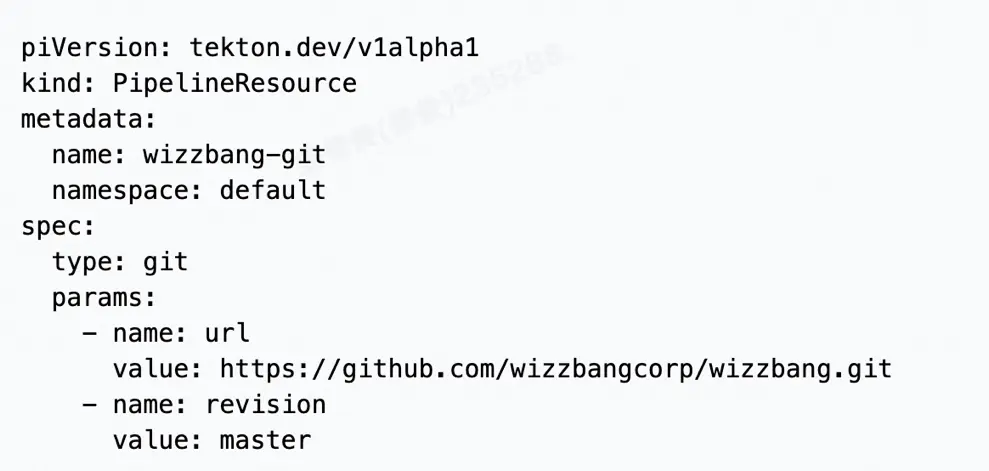 piVersion: tekton.dev/v1alpha1
kind: PipelineResource
metadata:
  name: wizzbang-git
  namespace: default
spec:
  type: git
  params:
    - name: url
      value: https://github.com/wizzbangcorp/wizzbang.git
    - name: revision
      value: master